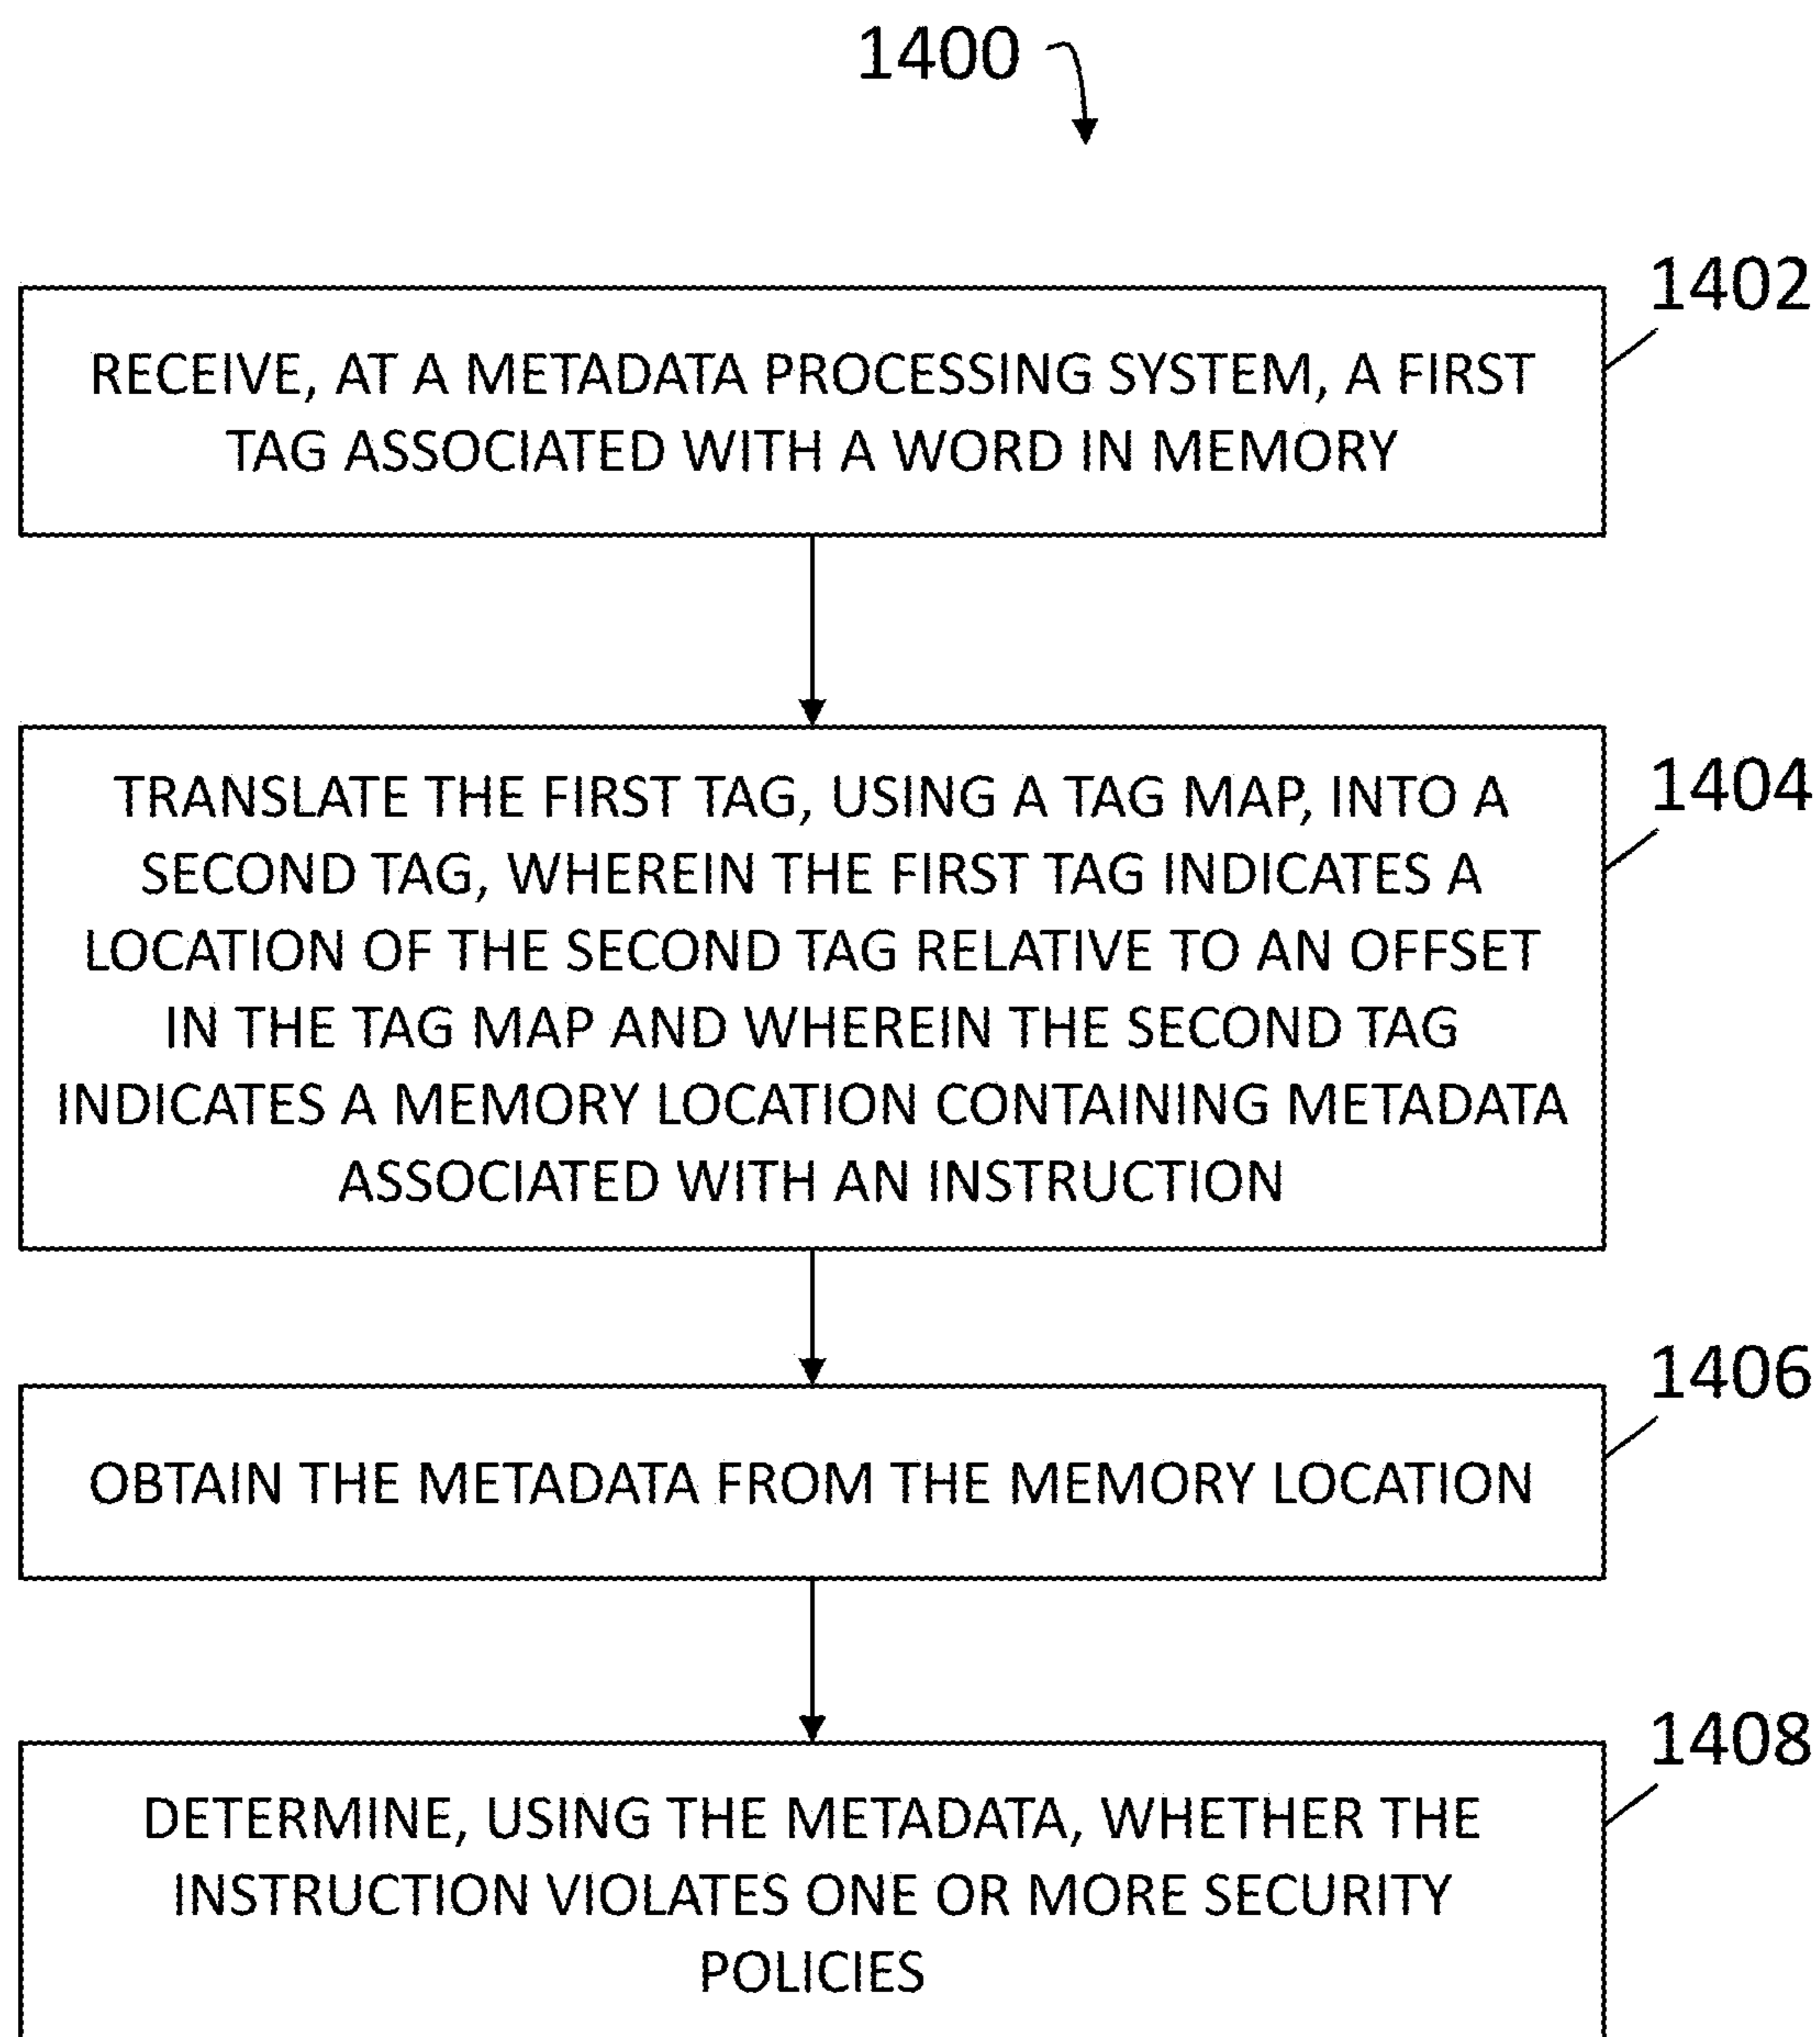 1400
1402
RECEIVE, AT A METADATA PROCESSING SYSTEM, A FIRST
TAG ASSOCIATED WITH A WORD IN MEMORY
1404
TRANSLATE THE FIRST TAG, USING A TAG MAP, INTO A
SECOND TAG, WHEREIN THE FIRST TAG INDICATES A
LOCATION OF THE SECOND TAG RELATIVE TO AN OFFSET
IN THE TAG MAP AND WHEREIN THE SECOND TAG
INDICATES A MEMORY LOCATION CONTAINING METADATA
ASSOCIATED WITH AN INSTRUCTION
1406
OBTAIN THE METADATA FROM THE MEMORY LOCATION
1408
DETERMINE, USING THE METADATA, WHETHER THE
INSTRUCTION VIOLATES ONE OR MORE SECURITY
POLICIES